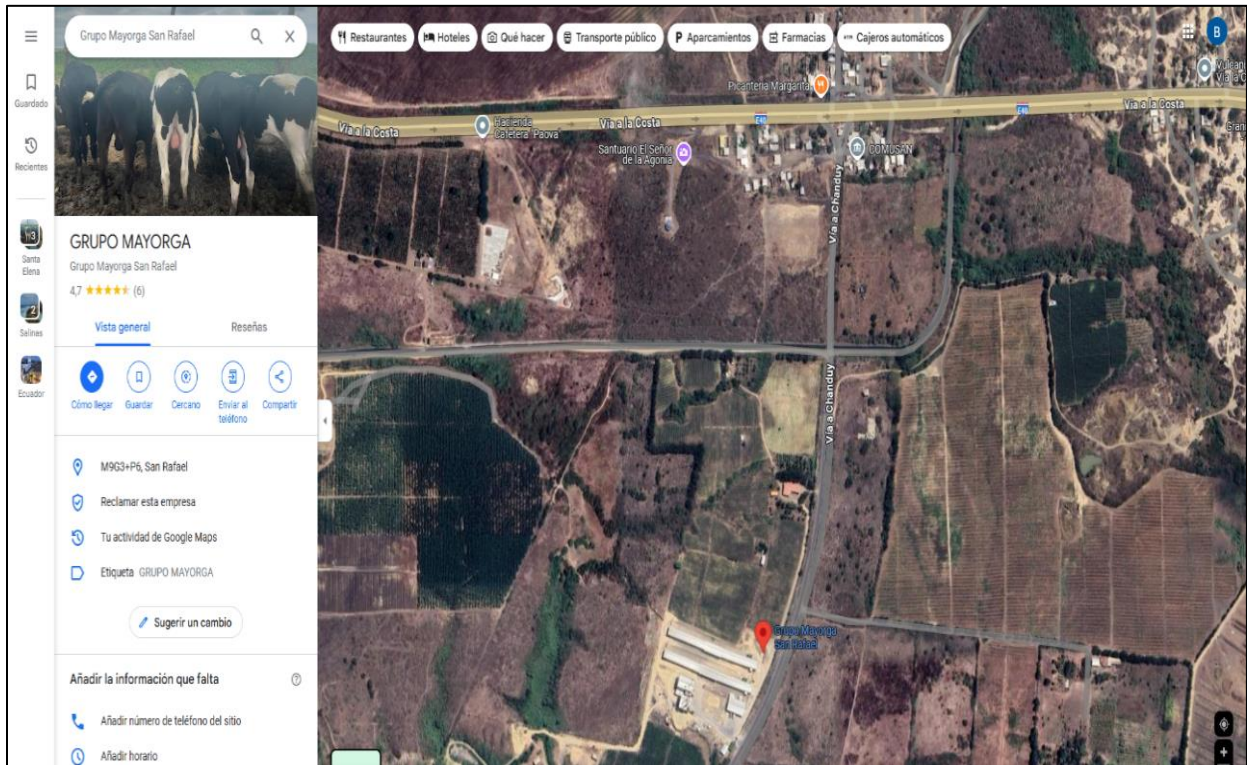 Grupo Mayorga San Rafael
Guardado
Recientes
3
Santa
Elena
2
Salinas
Ecuador
GRUPO MAYORGA
Grupo Mayorga San Rafael
4,7 ★★★★★ (6)
Vista general
Reseñas
Cómo llegar
Guardar
Cercano
Enviar al
teléfono
Compartir
M9G3+P6, San Rafael
Reclamar esta empresa
Tu actividad de Google Maps
Etiqueta GRUPO MAYORGA
Sugerir un cambio
Añadir la información que falta
Añadir número de teléfono del sitio
Añadir horario
Restaurantes
Hoteles
Qué hacer
Transporte público
Aparcamientos
Farmacias
Cajeros automáticos
B
Picantería Margarita
Vía a la Costa
Hacienda
Cafetera "Paova"
Vía a la Costa
E40
E40
Vía a la Costa
Santuario El Señor
de la Agonía
COMUSAN
Vía a Chanduy
Vía a Chanduy
Grupo Mayorga
San Rafael